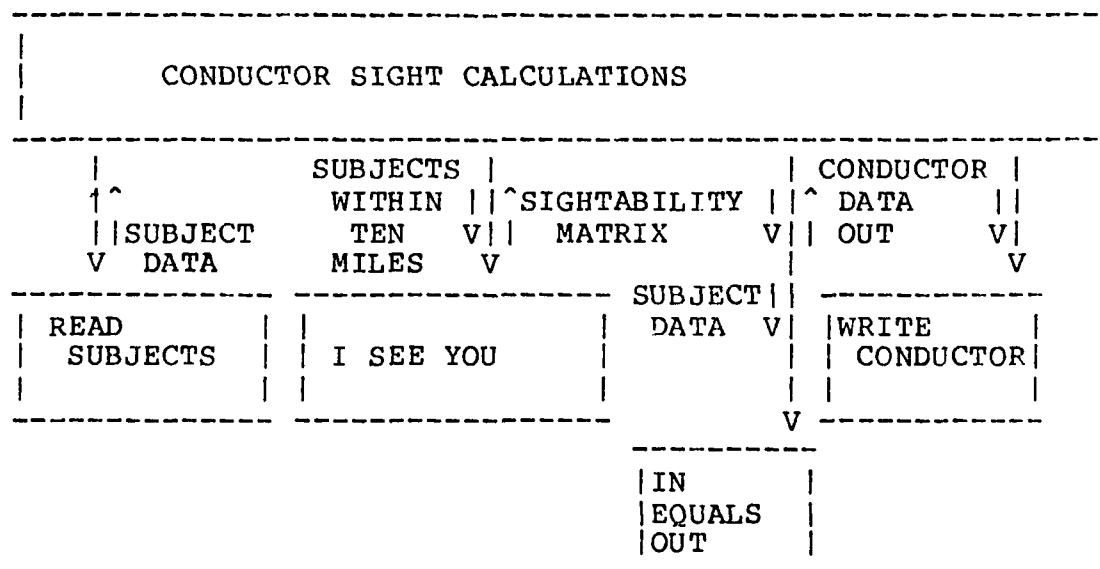 CONDUCTOR SIGHT CALCULATIONS
SUBJECTS
WITHIN
TEN
MILES
CONDUCTOR
DATA
OUT
SIGHTABILITY
MATRIX
SUBJECT
DATA
SUBJECT
DATA
READ
SUBJECTS
I SEE YOU
WRITE
CONDUCTOR
IN
EQUALS
OUT